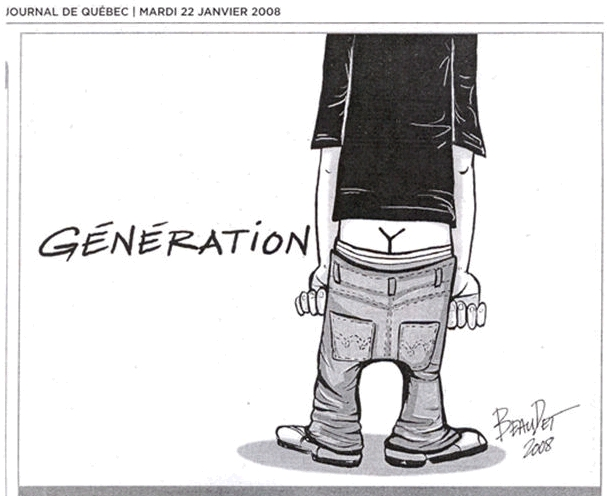 JOURNAL DE QUÉBEC | MARDI 22 JANVIER 2008
GÉNÉRATION Y
BEAUDET
2008